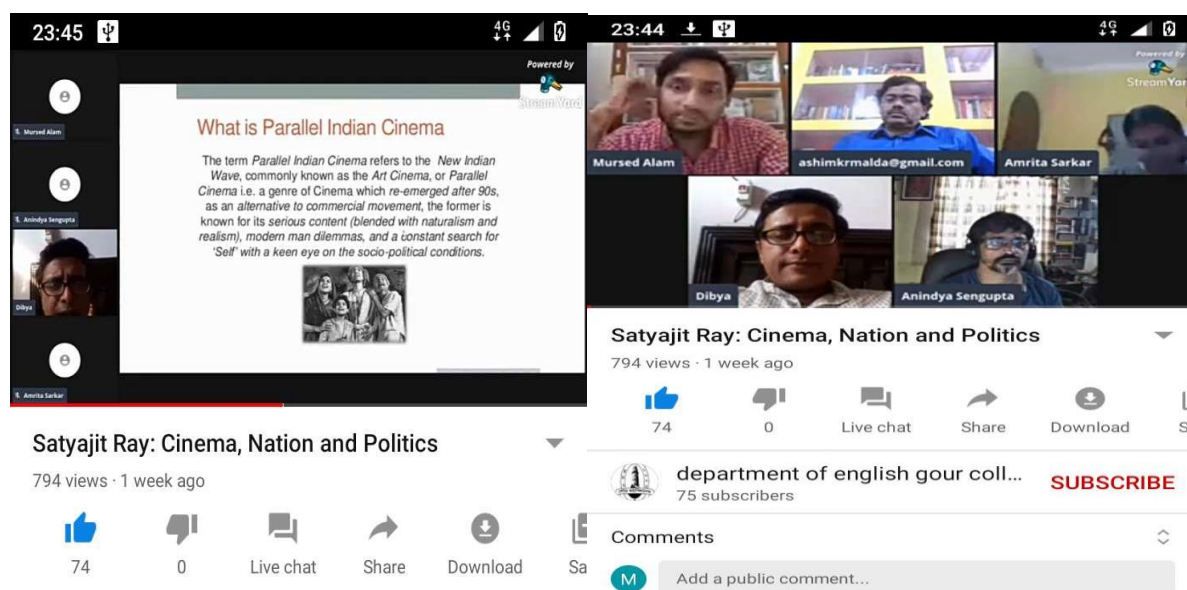 23:45
4G
Powered by
StreamYard
Mursed Alam
Anindya Sengupta
Dibya
Amrita Sarkar
What is Parallel Indian Cinema
The term Parallel Indian Cinema refers to the New Indian
Wave, commonly known as the Art Cinema, or Parallel
Cinema i.e. a genre of Cinema which re-emerged after 90s,
as an alternative to commercial movement, the former is
known for its serious content (blended with naturalism and
realism), modern man dilemmas, and a constant search for
'Self' with a keen eye on the socio-political conditions.
Satyajit Ray: Cinema, Nation and Politics
794 views · 1 week ago
74 0 Live chat Share Download Sa
23:44
4G
Powered by
StreamYar
Mursed Alam
ashimkrmalda@gmail.com
Amrita Sarkar
Dibya
Anindya Sengupta
Satyajit Ray: Cinema, Nation and Politics
794 views · 1 week ago
74 0 Live chat Share Download S
department of english gour coll...
75 subscribers
SUBSCRIBE
Comments
M
Add a public comment...